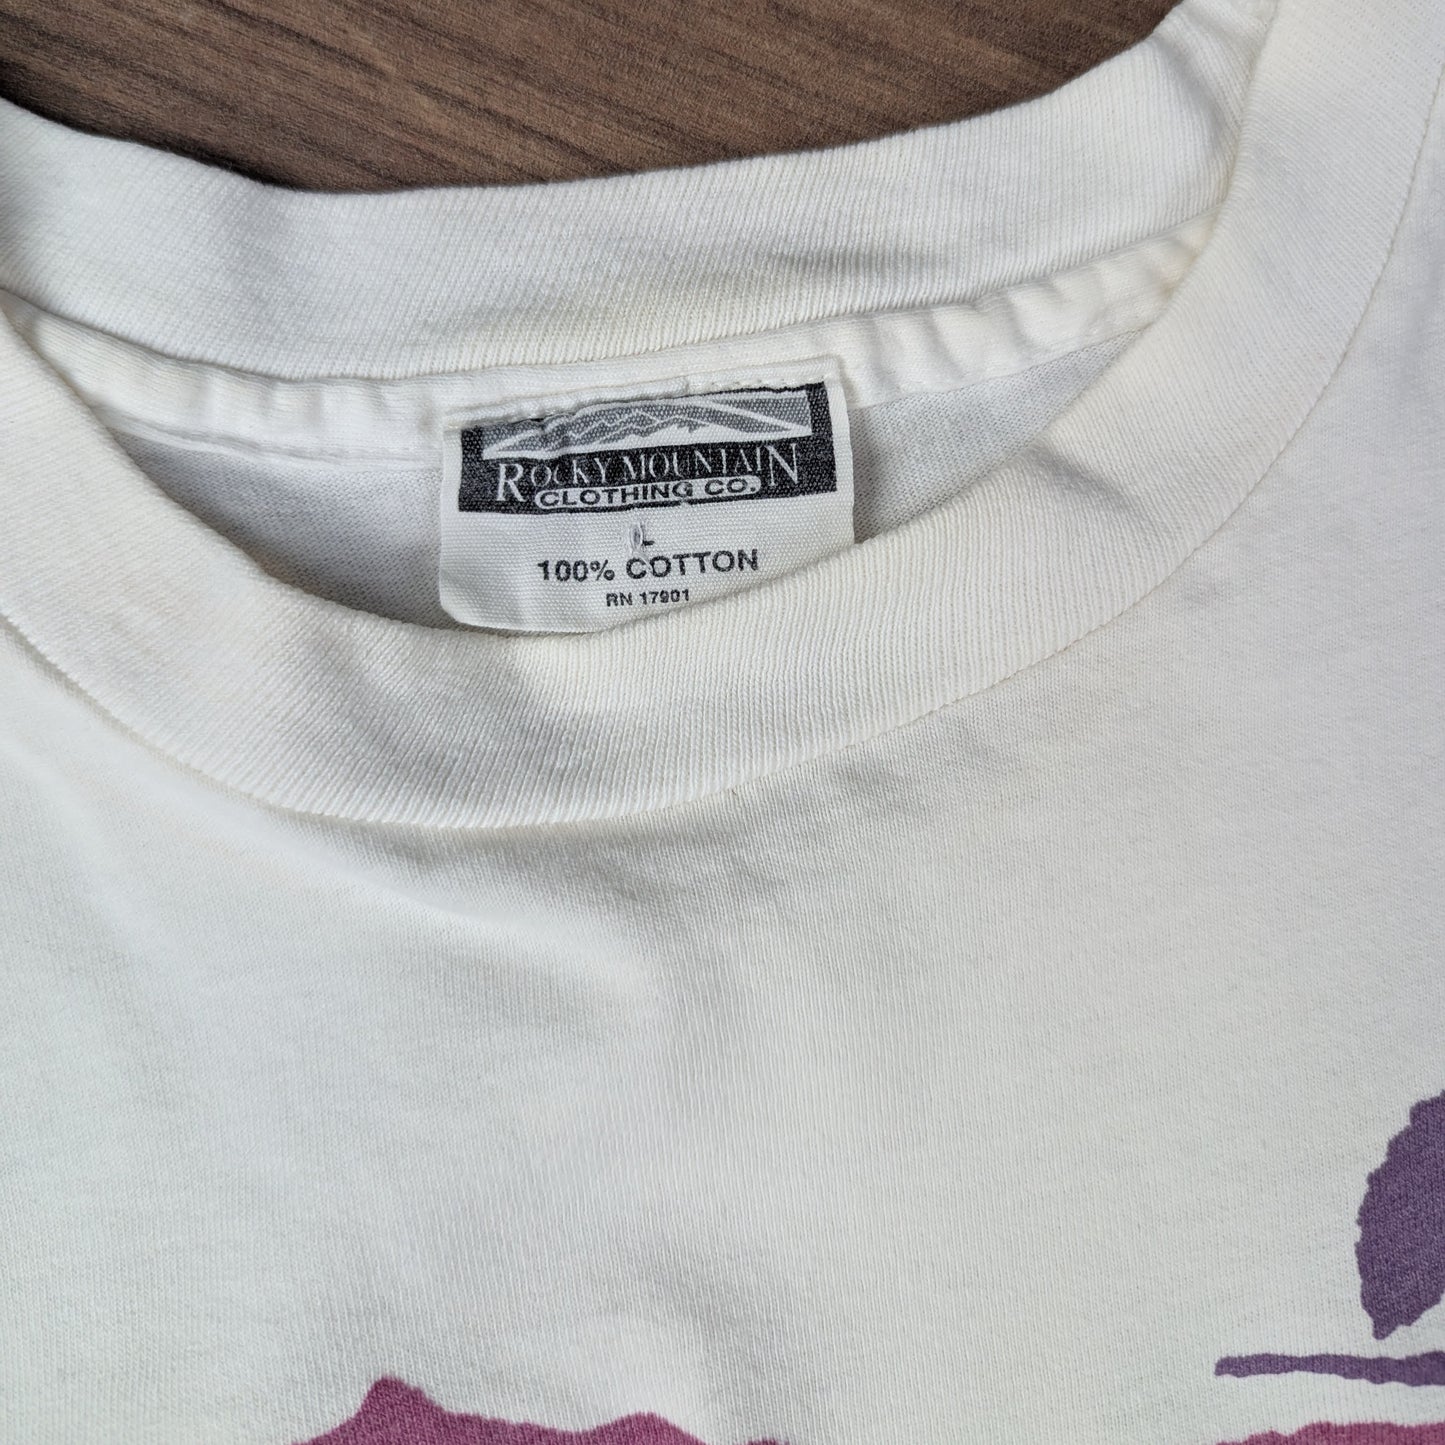 ROCKY MOUNTAIN
CLOTHING CO.
L
100% COTTON
RN 17901